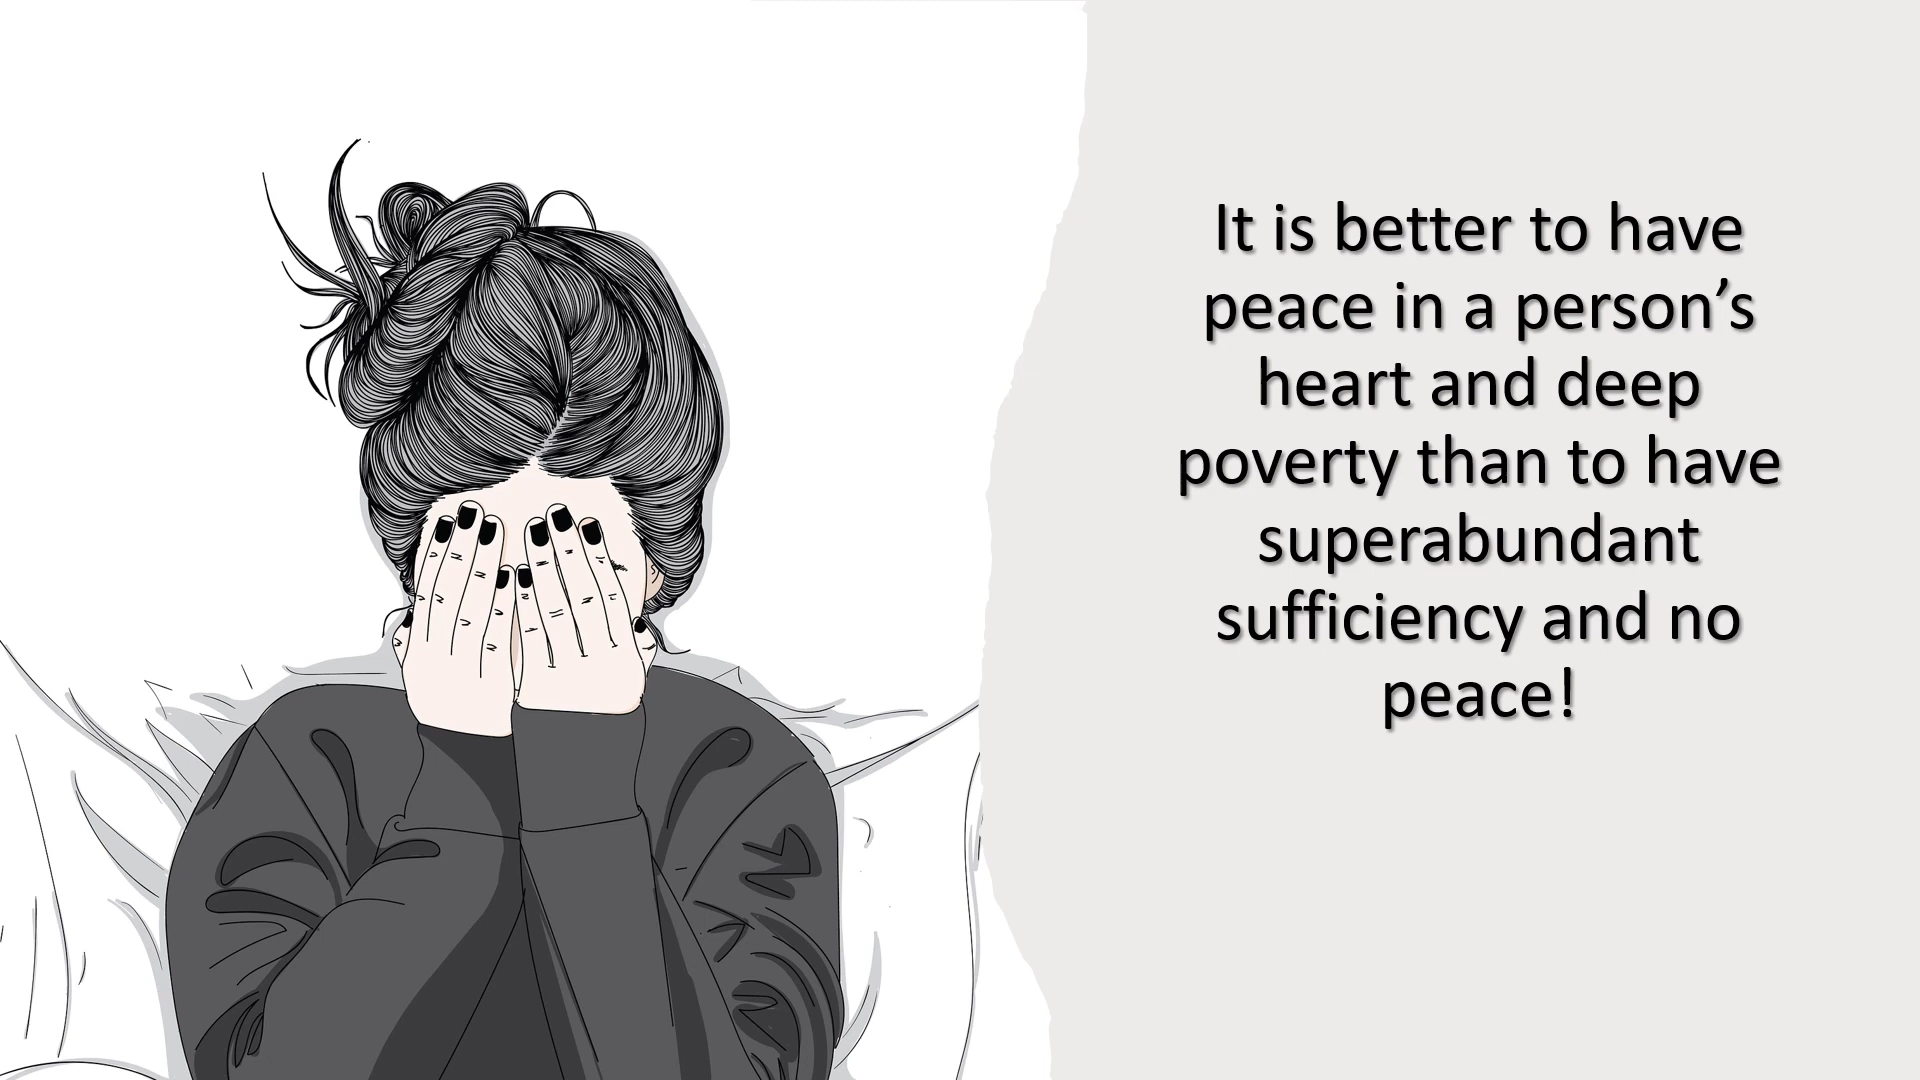 It is better to have
peace in a person’s
heart and deep
poverty than to have
superabundant
sufficiency and no
peace!